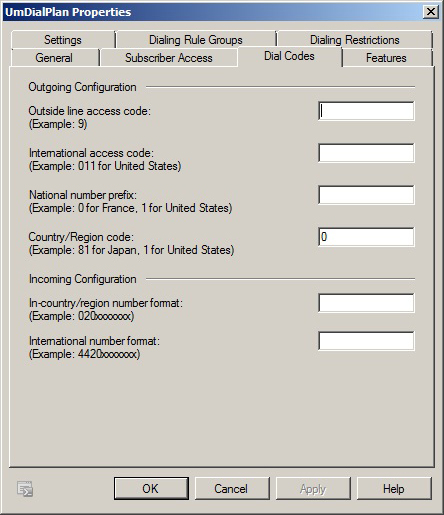 UmDialPlan Properties
Settings Dialing Rule Groups Dialing Restrictions
General Subscriber Access Dial Codes Features
Outgoing Configuration
Outside line access code:
(Example: 9)
International access code:
(Example: 011 for United States)
National number prefix:
(Example: 0 for France, 1 for United States)
Country/Region code: 0
(Example: 81 for Japan, 1 for United States)
Incoming Configuration
In-country/region number format:
(Example: 020xxxxxxx)
International number format:
(Example: 4420xxxxxxx)
OK Cancel Apply Help